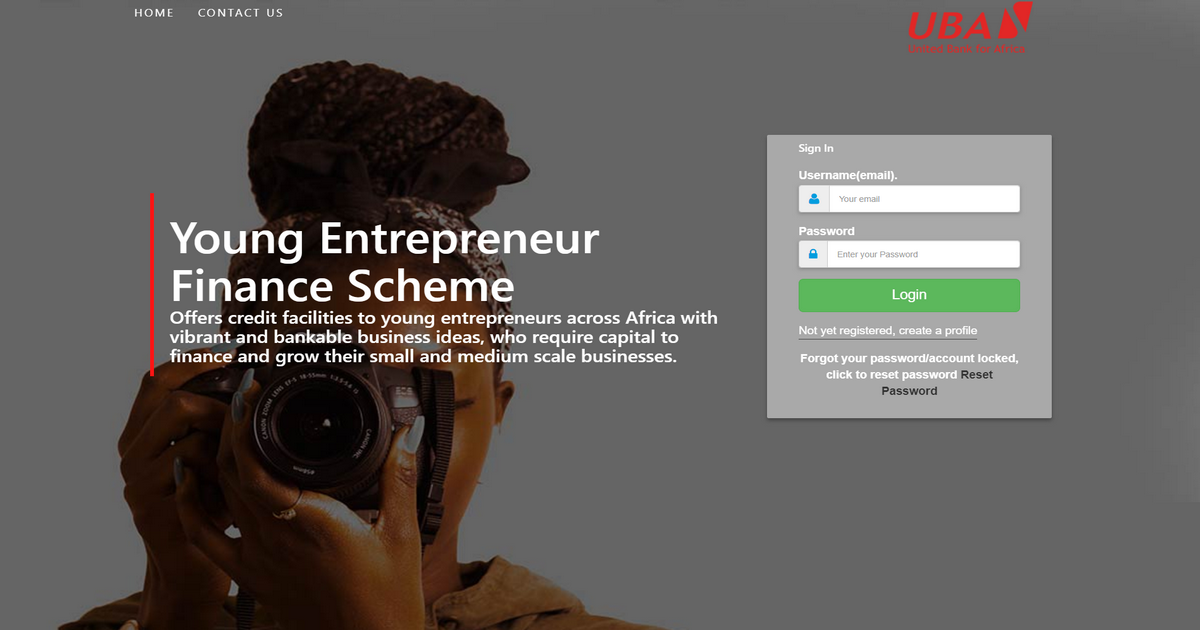 HOME CONTACT US
UBA
United Bank for Africa
Young Entrepreneur
Finance Scheme
Offers credit facilities to young entrepreneurs across Africa with
vibrant and bankable business ideas, who require capital to
finance and grow their small and medium scale businesses.
CANON ZOOM LENS EF-S 18-55mm 1:3.5-5.6 IS
CANON INC.
ø58mm
Sign In
Username(email).
Your email
Password
Enter your Password
Login
Not yet registered, create a profile
Forgot your password/account locked,
click to reset password Reset
Password